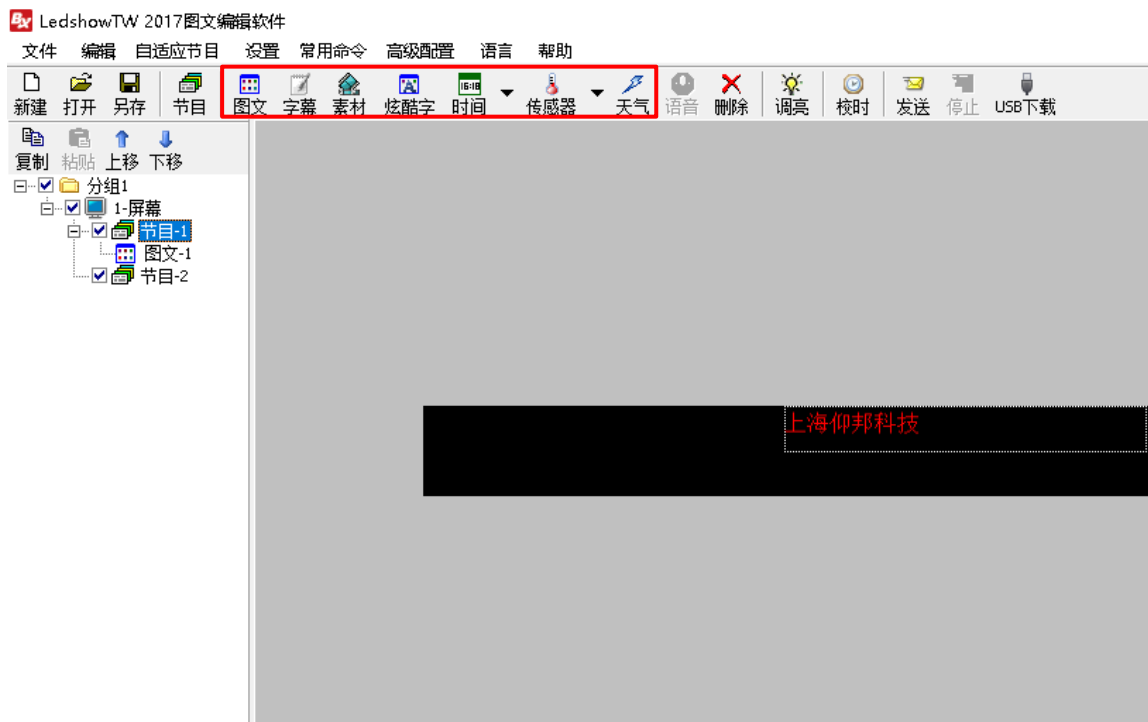 LedshowTW 2017图文编辑软件
文件 编辑 自适应节目 设置 常用命令 高级配置 语言 帮助
新建 打开 另存 节目 图文 字幕 素材 炫酷字 时间 传感器 天气 语音 删除 调亮 校时 发送 停止 USB下载
复制 粘贴 上移 下移
分组1
1-屏幕
节目-1
图文-1
节目-2
上海仰邦科技